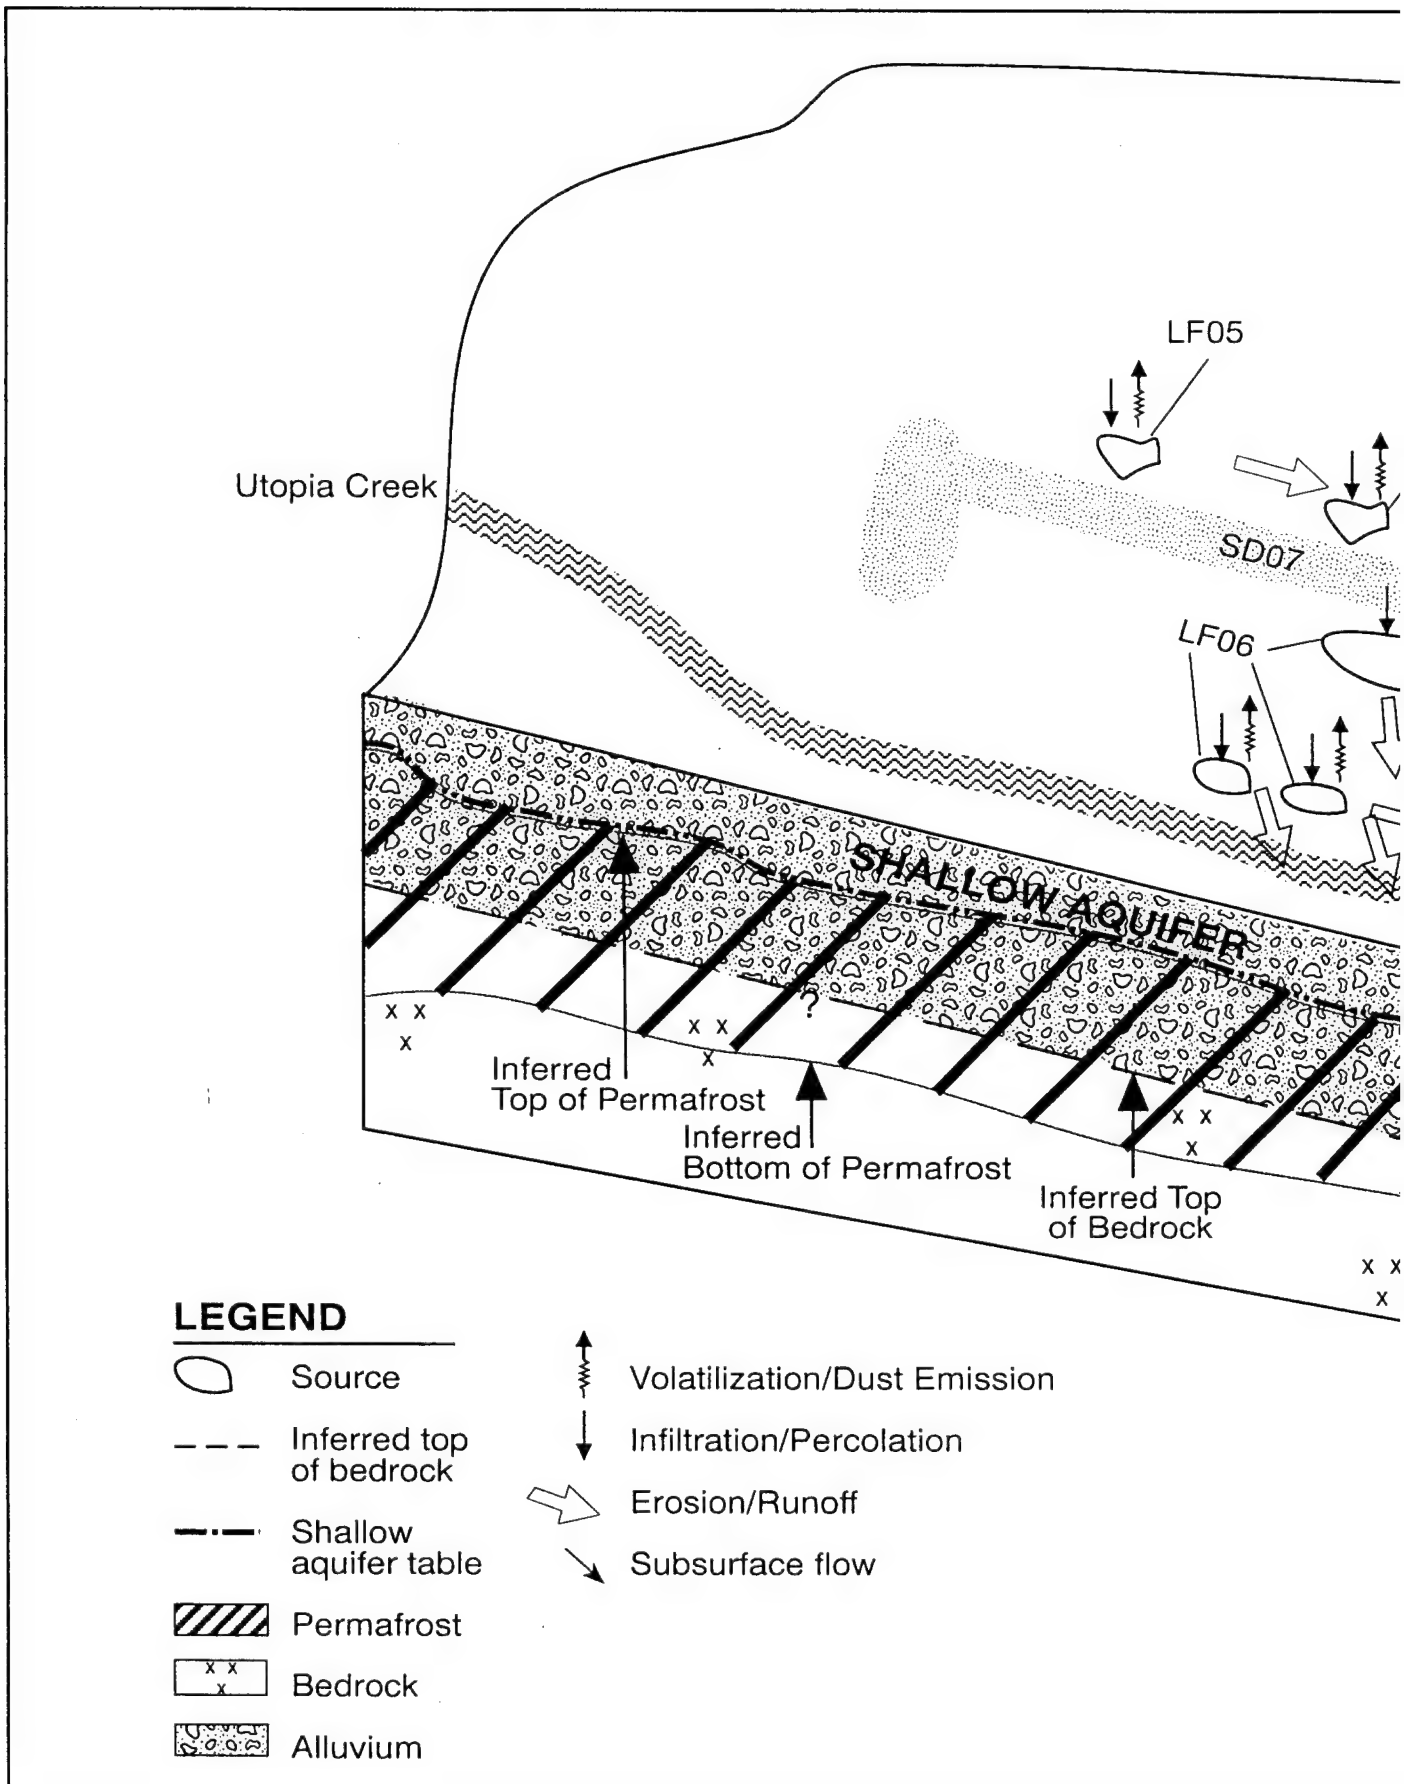 LF05
Utopia Creek
SD07
LF06
SHALLOW AQUIFER
?
x x
x
x x
x
Inferred
Top of Permafrost
Inferred
Bottom of Permafrost
x x
x
Inferred Top
of Bedrock
x x
x
LEGEND
Source
Volatilization/Dust Emission
Inferred top
of bedrock
Infiltration/Percolation
Erosion/Runoff
Shallow
aquifer table
Subsurface flow
Permafrost
x x
x
Bedrock
Alluvium